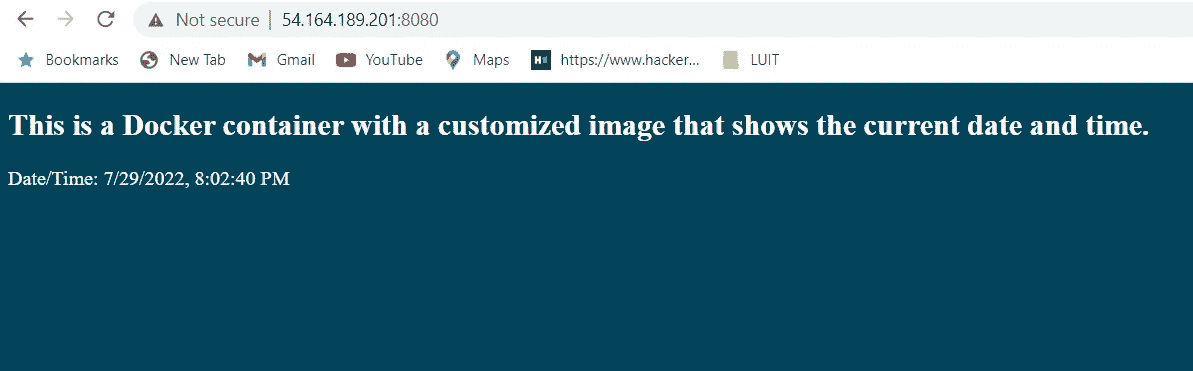 Not secure | 54.164.189.201:8080
Bookmarks New Tab Gmail YouTube Maps https://www.hacker... LUIT
This is a Docker container with a customized image that shows the current date and time.
Date/Time: 7/29/2022, 8:02:40 PM